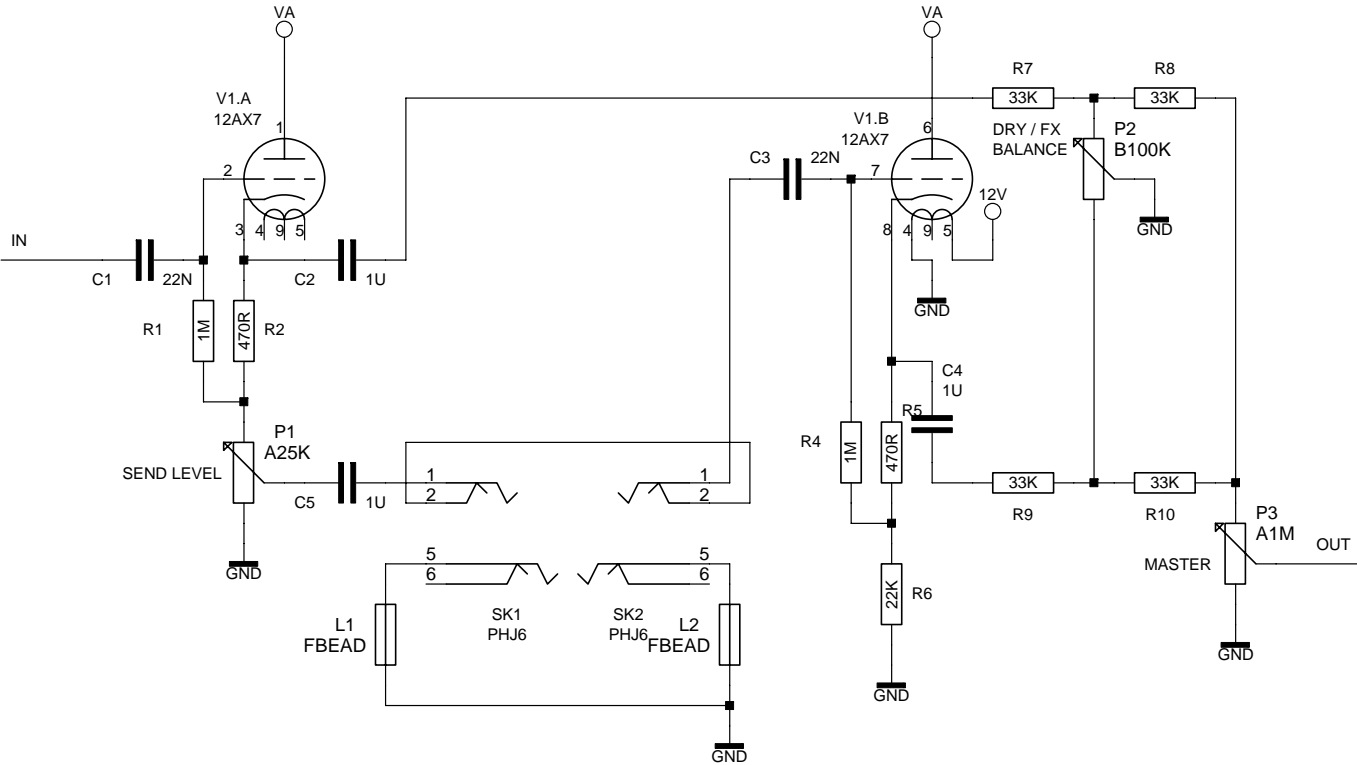 VA
VA
R7
R8
33K
33K
V1.A
12AX7
1
V1.B
12AX7
6
DRY / FX
BALANCE
P2
B100K
C3
22N
2
7
12V
3
4
9
5
8
4
9
5
GND
IN
C1
22N
C2
1U
GND
R1
1M
470R
R2
C4
1U
R5
P1
A25K
SEND LEVEL
R4
1M
470R
1
2
1
2
C5
1U
33K
33K
R9
R10
P3
A1M
OUT
MASTER
5
6
5
6
GND
22K
R6
SK1
PHJ6
SK2
PHJ6
L1
FBEAD
L2
FBEAD
GND
GND
GND